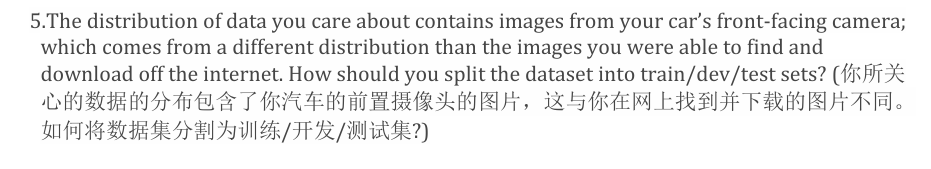 5.The distribution of data you care about contains images from your car’s front-facing camera;
which comes from a different distribution than the images you were able to find and
download off the internet. How should you split the dataset into train/dev/test sets? (你所关
心的数据的分布包含了你汽车的前置摄像头的图片，这与你在网上找到并下载的图片不同。
如何将数据集分割为训练/开发/测试集?)